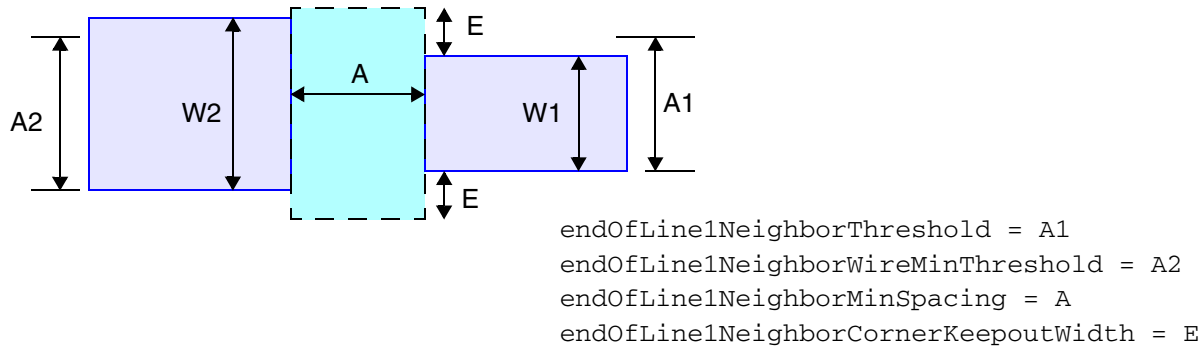 E
A
A2
W2
W1
A1
E
endOfLine1NeighborThreshold = A1
endOfLine1NeighborWireMinThreshold = A2
endOfLine1NeighborMinSpacing = A
endOfLine1NeighborCornerKeepoutWidth = E